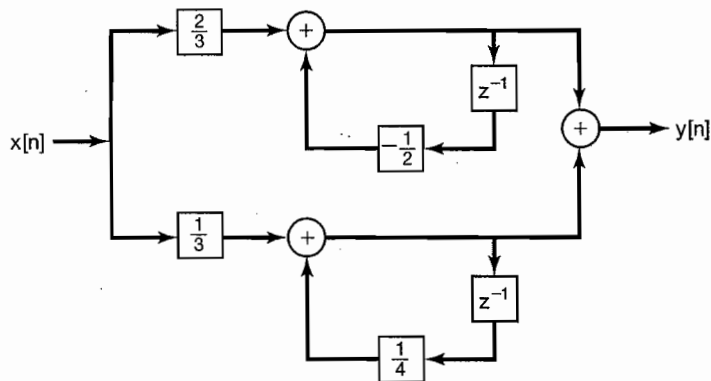 2/3
+
z⁻¹
x[n]
−1/2
+
y[n]
1/3
+
z⁻¹
1/4